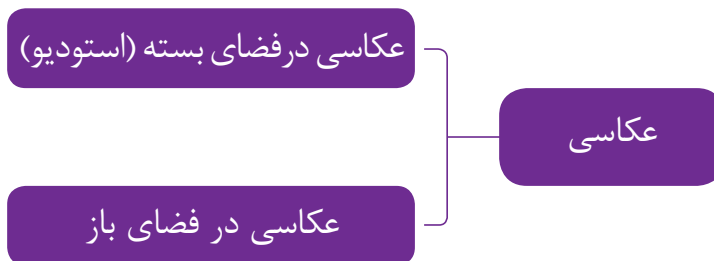 عکاسی
عکاسی درفضای بسته (استودیو)
عکاسی در فضای باز